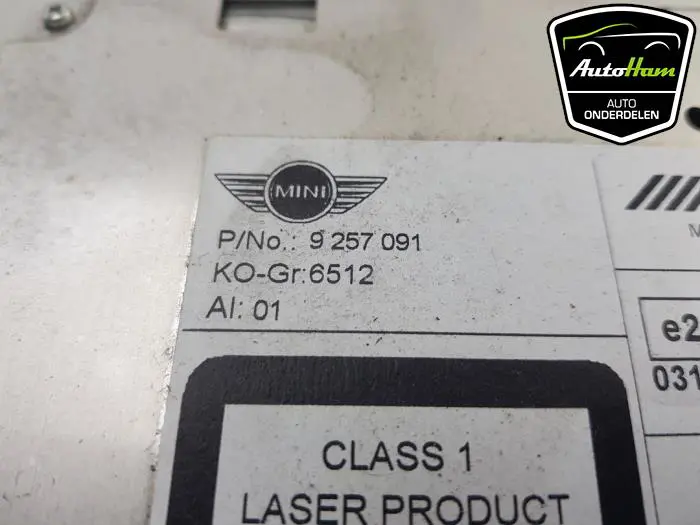 AutoHam
AUTO
ONDERDELEN
MINI
P/No.: 9 257 091
KO-Gr:6512
AI: 01
e2
031
CLASS 1
LASER PRODUCT